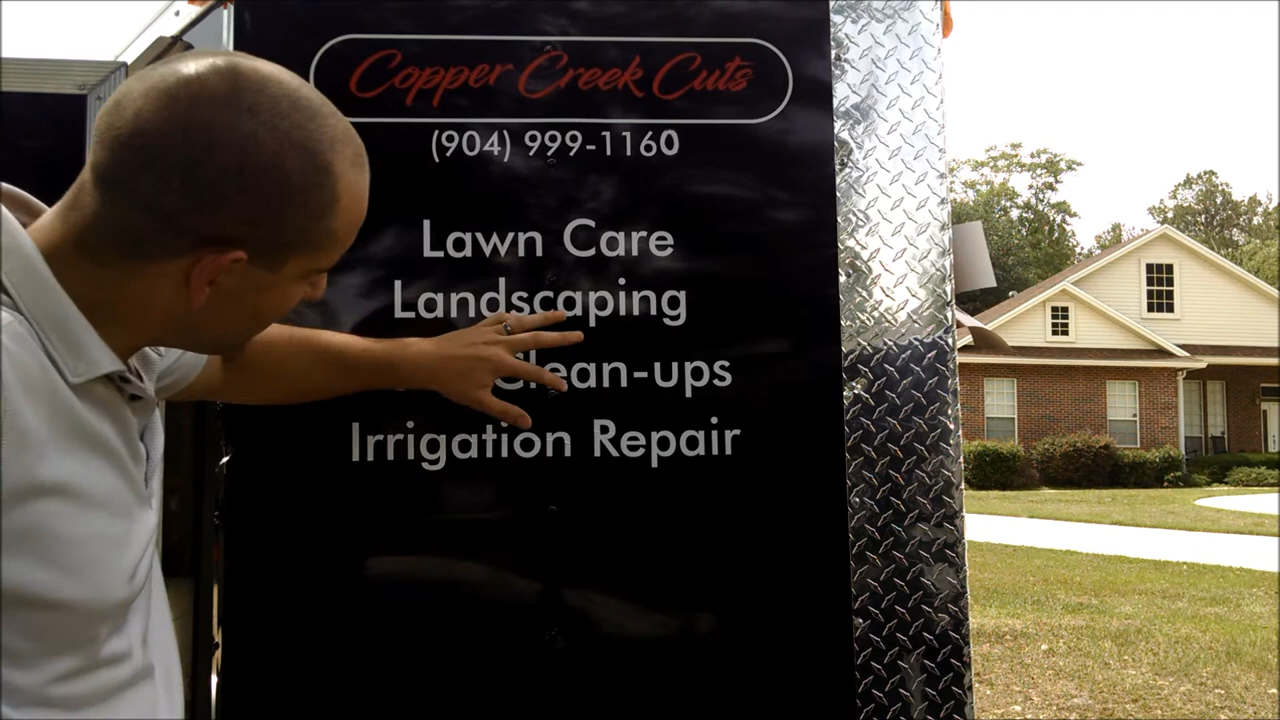 Copper Creek Cuts
(904) 999-1160
Lawn Care
Landscaping
Clean-ups
Irrigation Repair